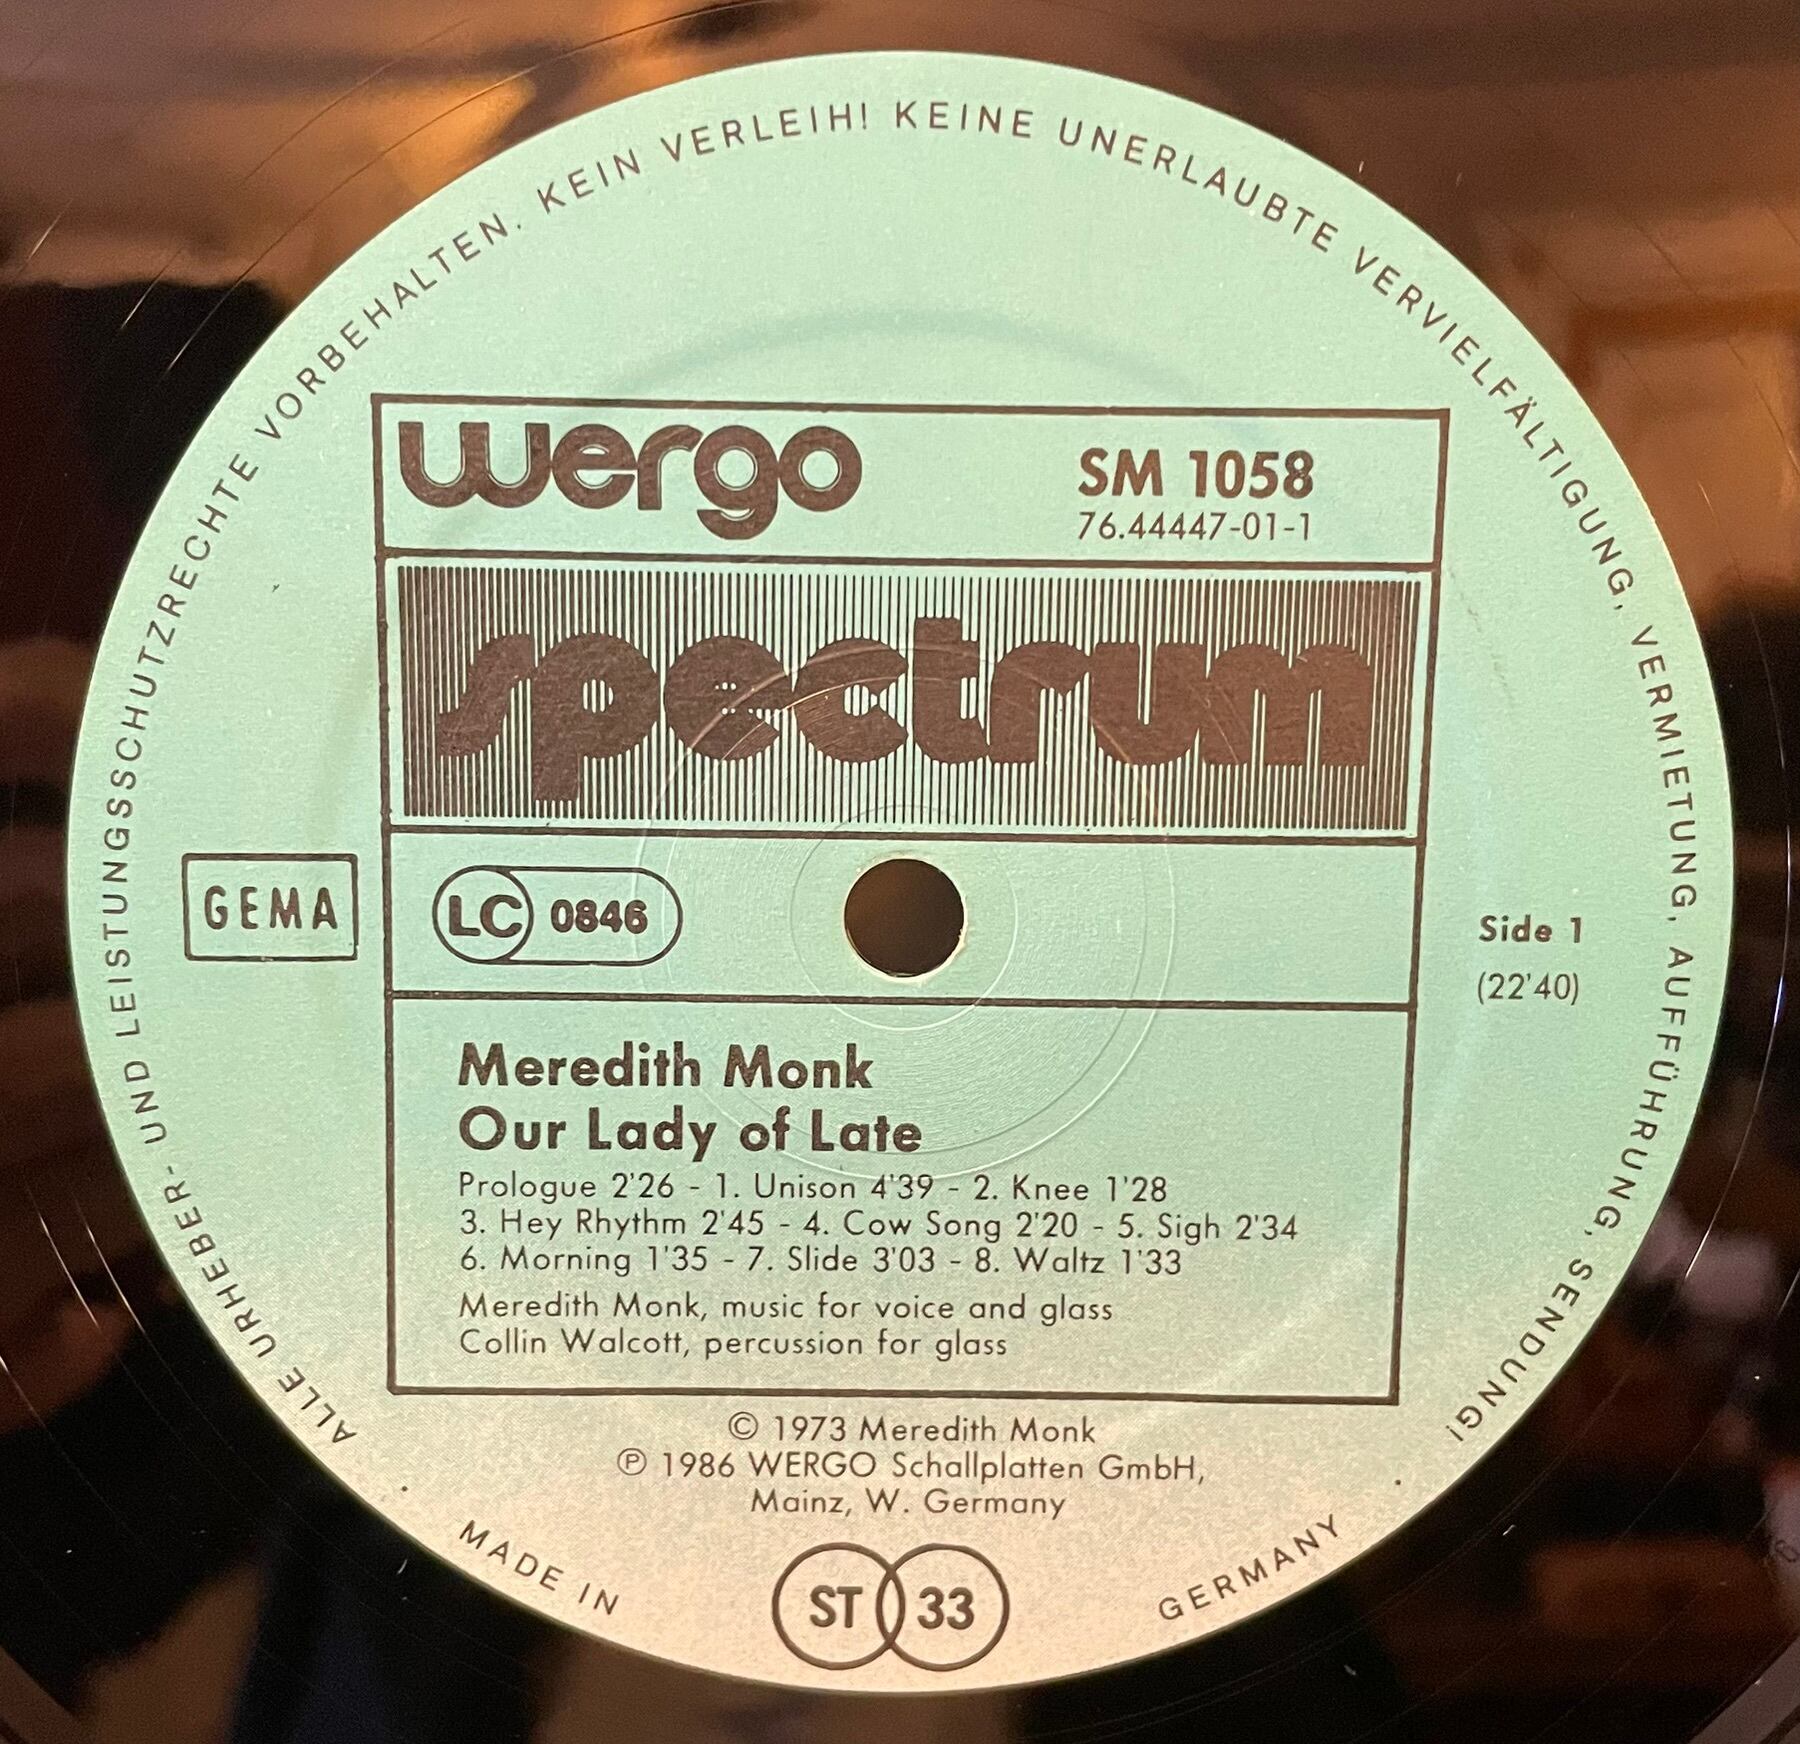 ALLE URHEBER- UND LEISTUNGSSCHUTZRECHTE VORBEHALTEN. KEIN VERLEIH! KEINE UNERLAUBTE VERVIELFÄLTIGUNG, VERMIETUNG, AUFFÜHRUNG, SENDUNG!
wergo
SM 1058
76.44447-01-1
spectrum
GEMA
LC 0846
Side 1
(22'40)
Meredith Monk
Our Lady of Late
Prologue 2'26 - 1. Unison 4'39 - 2. Knee 1'28
3. Hey Rhythm 2'45 - 4. Cow Song 2'20 - 5. Sigh 2'34
6. Morning 1'35 - 7. Slide 3'03 - 8. Waltz 1'33
Meredith Monk, music for voice and glass
Collin Walcott, percussion for glass
© 1973 Meredith Monk
℗ 1986 WERGO Schallplatten GmbH,
Mainz, W. Germany
MADE IN GERMANY
ST 33